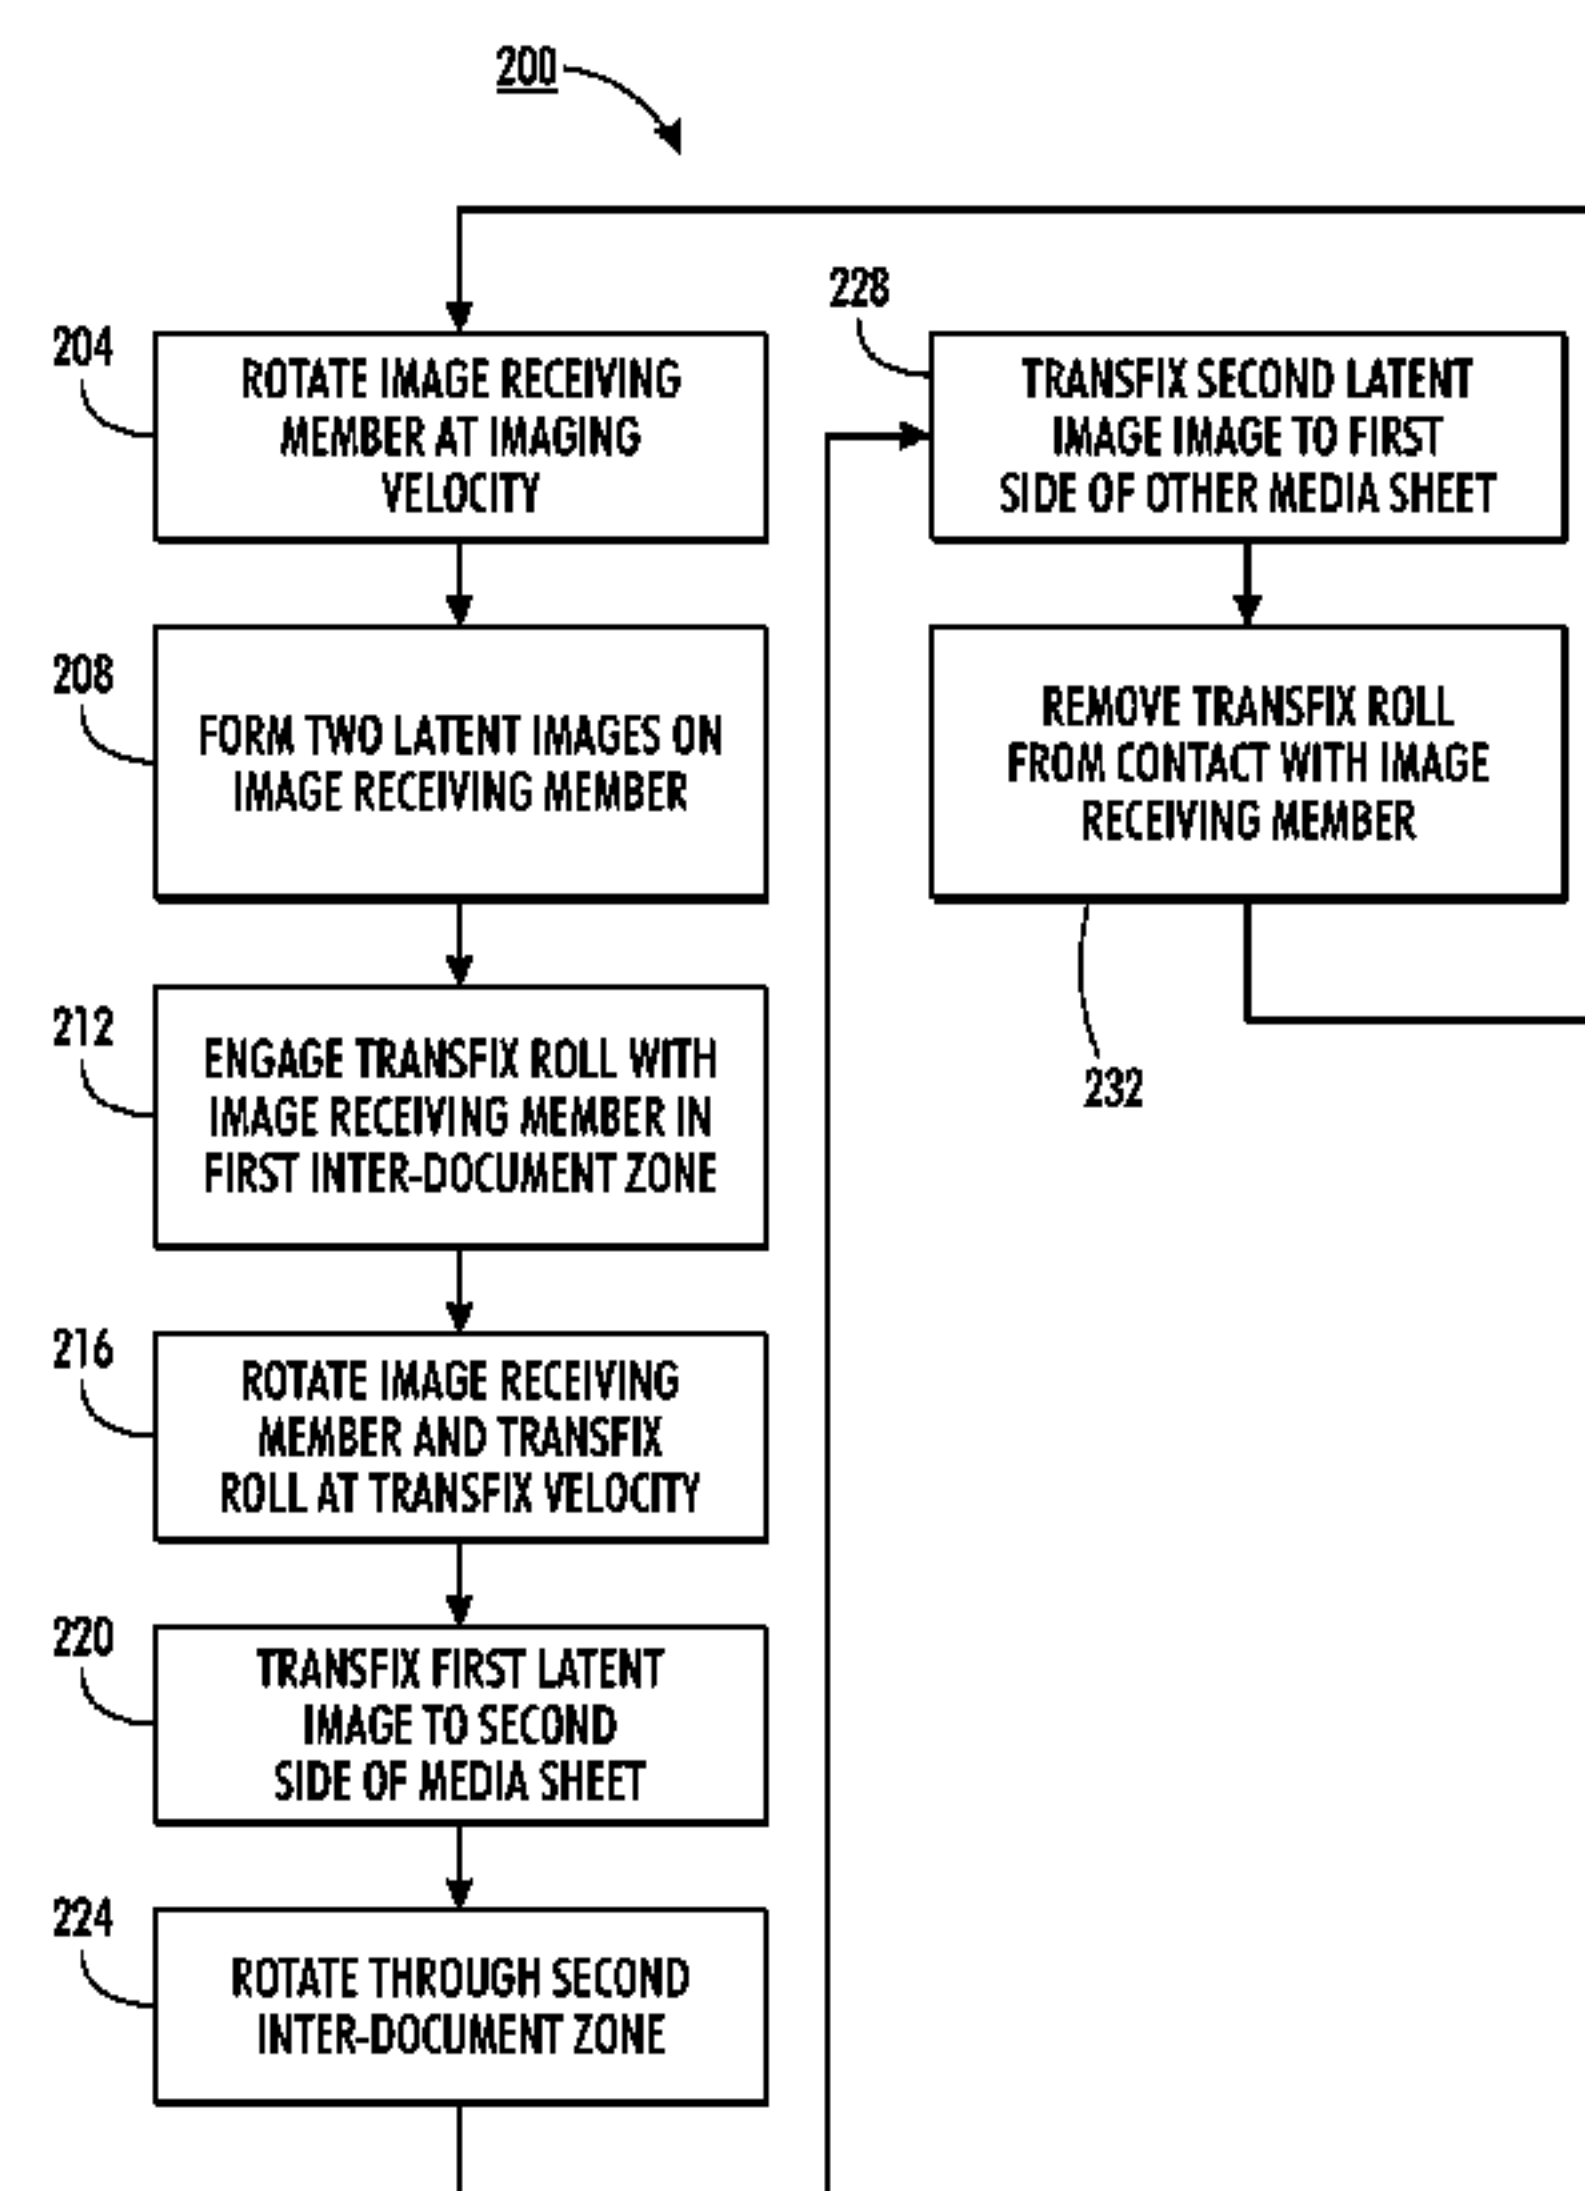 200
204
ROTATE IMAGE RECEIVING
MEMBER AT IMAGING
VELOCITY
208
FORM TWO LATENT IMAGES ON
IMAGE RECEIVING MEMBER
212
ENGAGE TRANSFIX ROLL WITH
IMAGE RECEIVING MEMBER IN
FIRST INTER-DOCUMENT ZONE
216
ROTATE IMAGE RECEIVING
MEMBER AND TRANSFIX
ROLL AT TRANSFIX VELOCITY
220
TRANSFIX FIRST LATENT
IMAGE TO SECOND
SIDE OF MEDIA SHEET
224
ROTATE THROUGH SECOND
INTER-DOCUMENT ZONE
228
TRANSFIX SECOND LATENT
IMAGE IMAGE TO FIRST
SIDE OF OTHER MEDIA SHEET
REMOVE TRANSFIX ROLL
FROM CONTACT WITH IMAGE
RECEIVING MEMBER
232